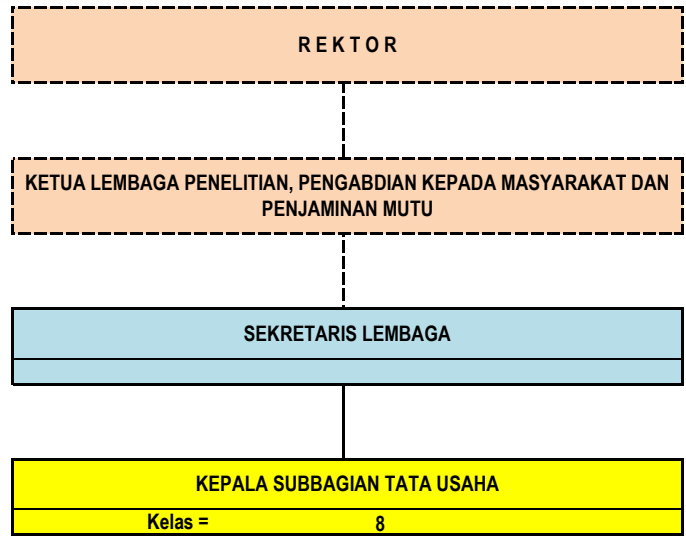 R E K T O R
KETUA LEMBAGA PENELITIAN, PENGABDIAN KEPADA MASYARAKAT DAN
PENJAMINAN MUTU
SEKRETARIS LEMBAGA
KEPALA SUBBAGIAN TATA USAHA
Kelas = 8